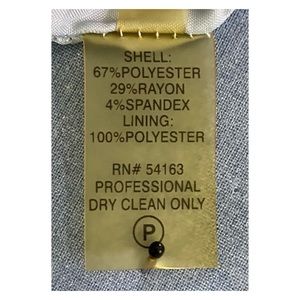 SHELL:
67%POLYESTER
29%RAYON
4%SPANDEX
LINING:
100%POLYESTER
RN# 54163
PROFESSIONAL
DRY CLEAN ONLY
P